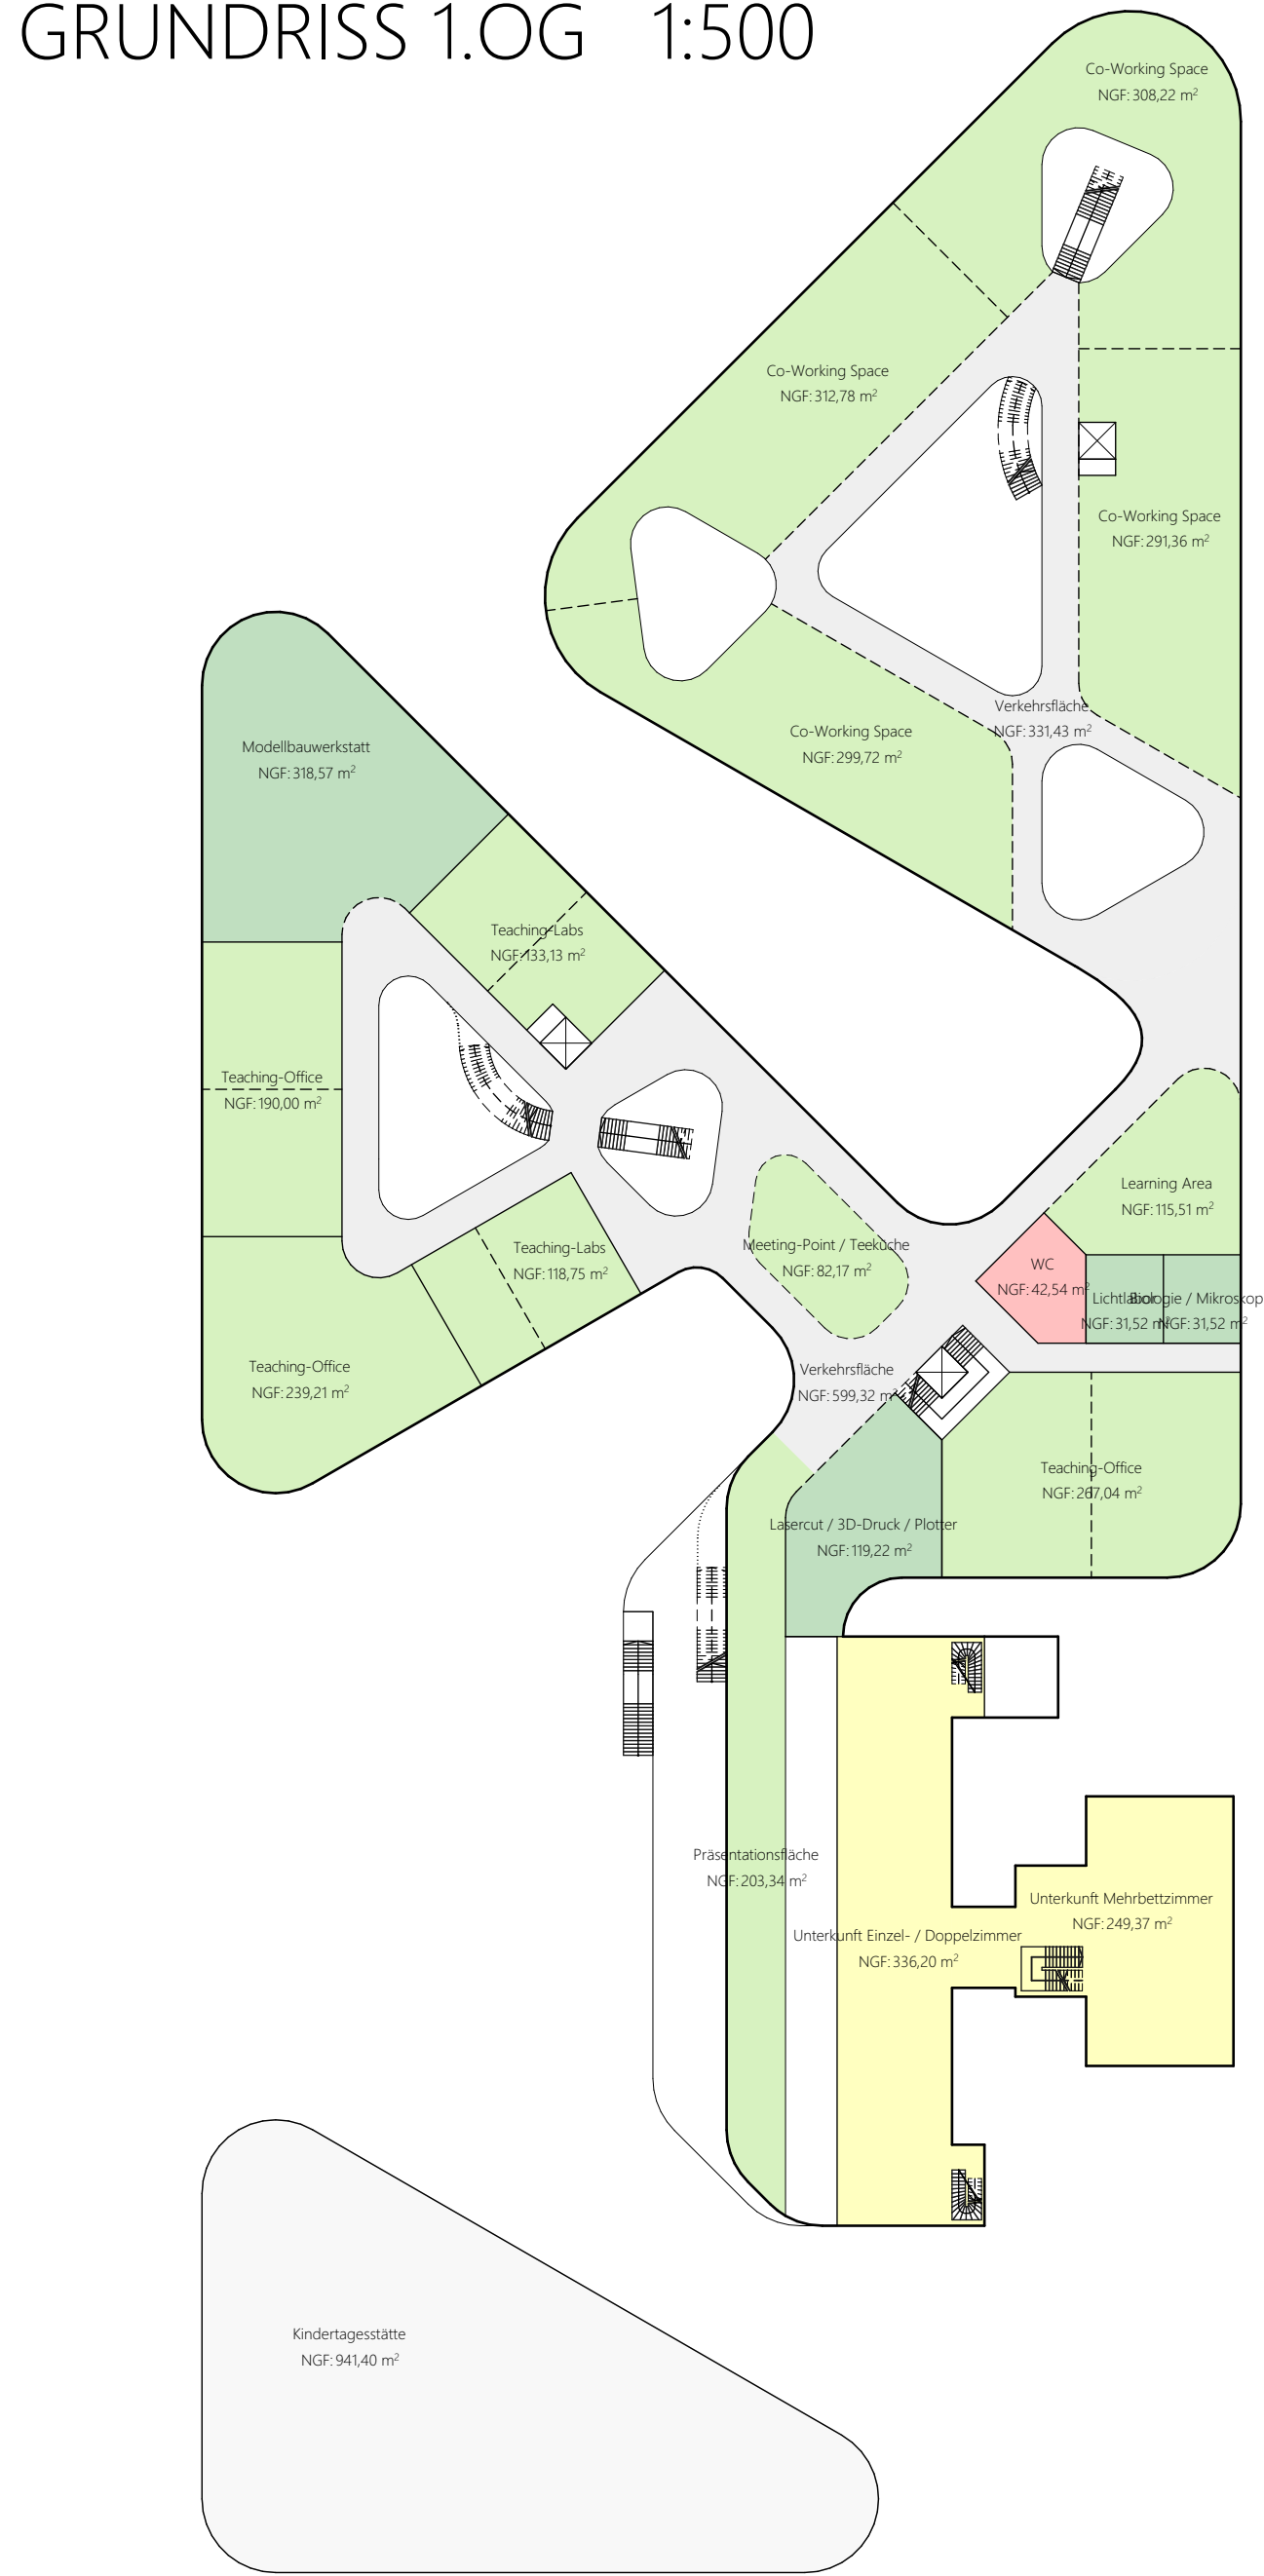 GRUNDRISS 1.OG 1:500
Co-Working Space
NGF: 308,22 m²
Co-Working Space
NGF: 312,78 m²
Co-Working Space
NGF: 291,36 m²
Verkehrsfläche
NGF: 331,43 m²
Co-Working Space
NGF: 299,72 m²
Modellbauwerkstatt
NGF: 318,57 m²
Teaching-Labs
NGF: 133,13 m²
Teaching-Office
NGF: 190,00 m²
Learning Area
NGF: 115,51 m²
Teaching-Labs
NGF: 118,75 m²
Meeting-Point / Teeküche
NGF: 82,17 m²
WC
NGF: 42,54 m²
Lichtlabor
NGF: 31,52 m²
Biologie / Mikroskop
NGF: 31,52 m²
Teaching-Office
NGF: 239,21 m²
Verkehrsfläche
NGF: 599,32 m²
Teaching-Office
NGF: 267,04 m²
Lasercut / 3D-Druck / Plotter
NGF: 119,22 m²
Präsentationsfläche
NGF: 203,34 m²
Unterkunft Mehrbettzimmer
NGF: 249,37 m²
Unterkunft Einzel- / Doppelzimmer
NGF: 336,20 m²
Kindertagesstätte
NGF: 941,40 m²